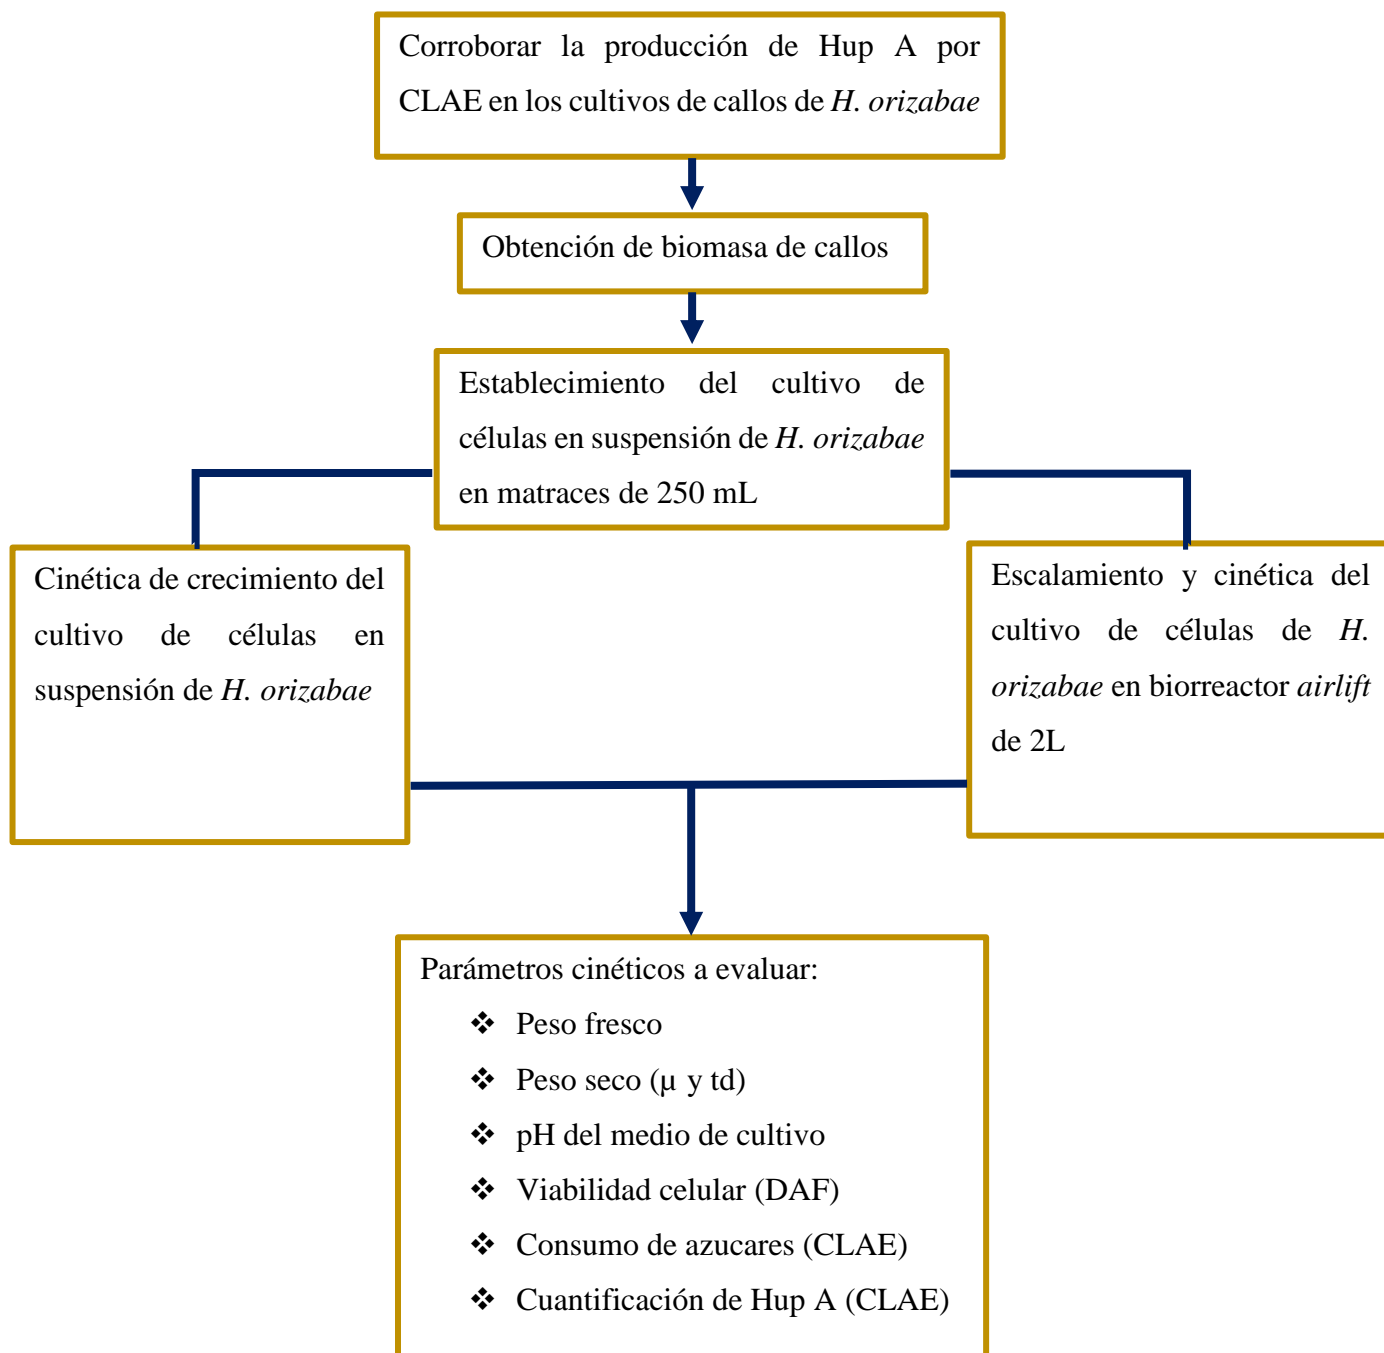 Corroborar la producción de Hup A por
CLAE en los cultivos de callos de H. orizabae
Obtención de biomasa de callos
Establecimiento del cultivo de
células en suspensión de H. orizabae
en matraces de 250 mL
Cinética de crecimiento del
cultivo de células en
suspensión de H. orizabae
Escalamiento y cinética del
cultivo de células de H.
orizabae en biorreactor airlift
de 2L
Parámetros cinéticos a evaluar:
❖ Peso fresco
❖ Peso seco (µ y td)
❖ pH del medio de cultivo
❖ Viabilidad celular (DAF)
❖ Consumo de azucares (CLAE)
❖ Cuantificación de Hup A (CLAE)